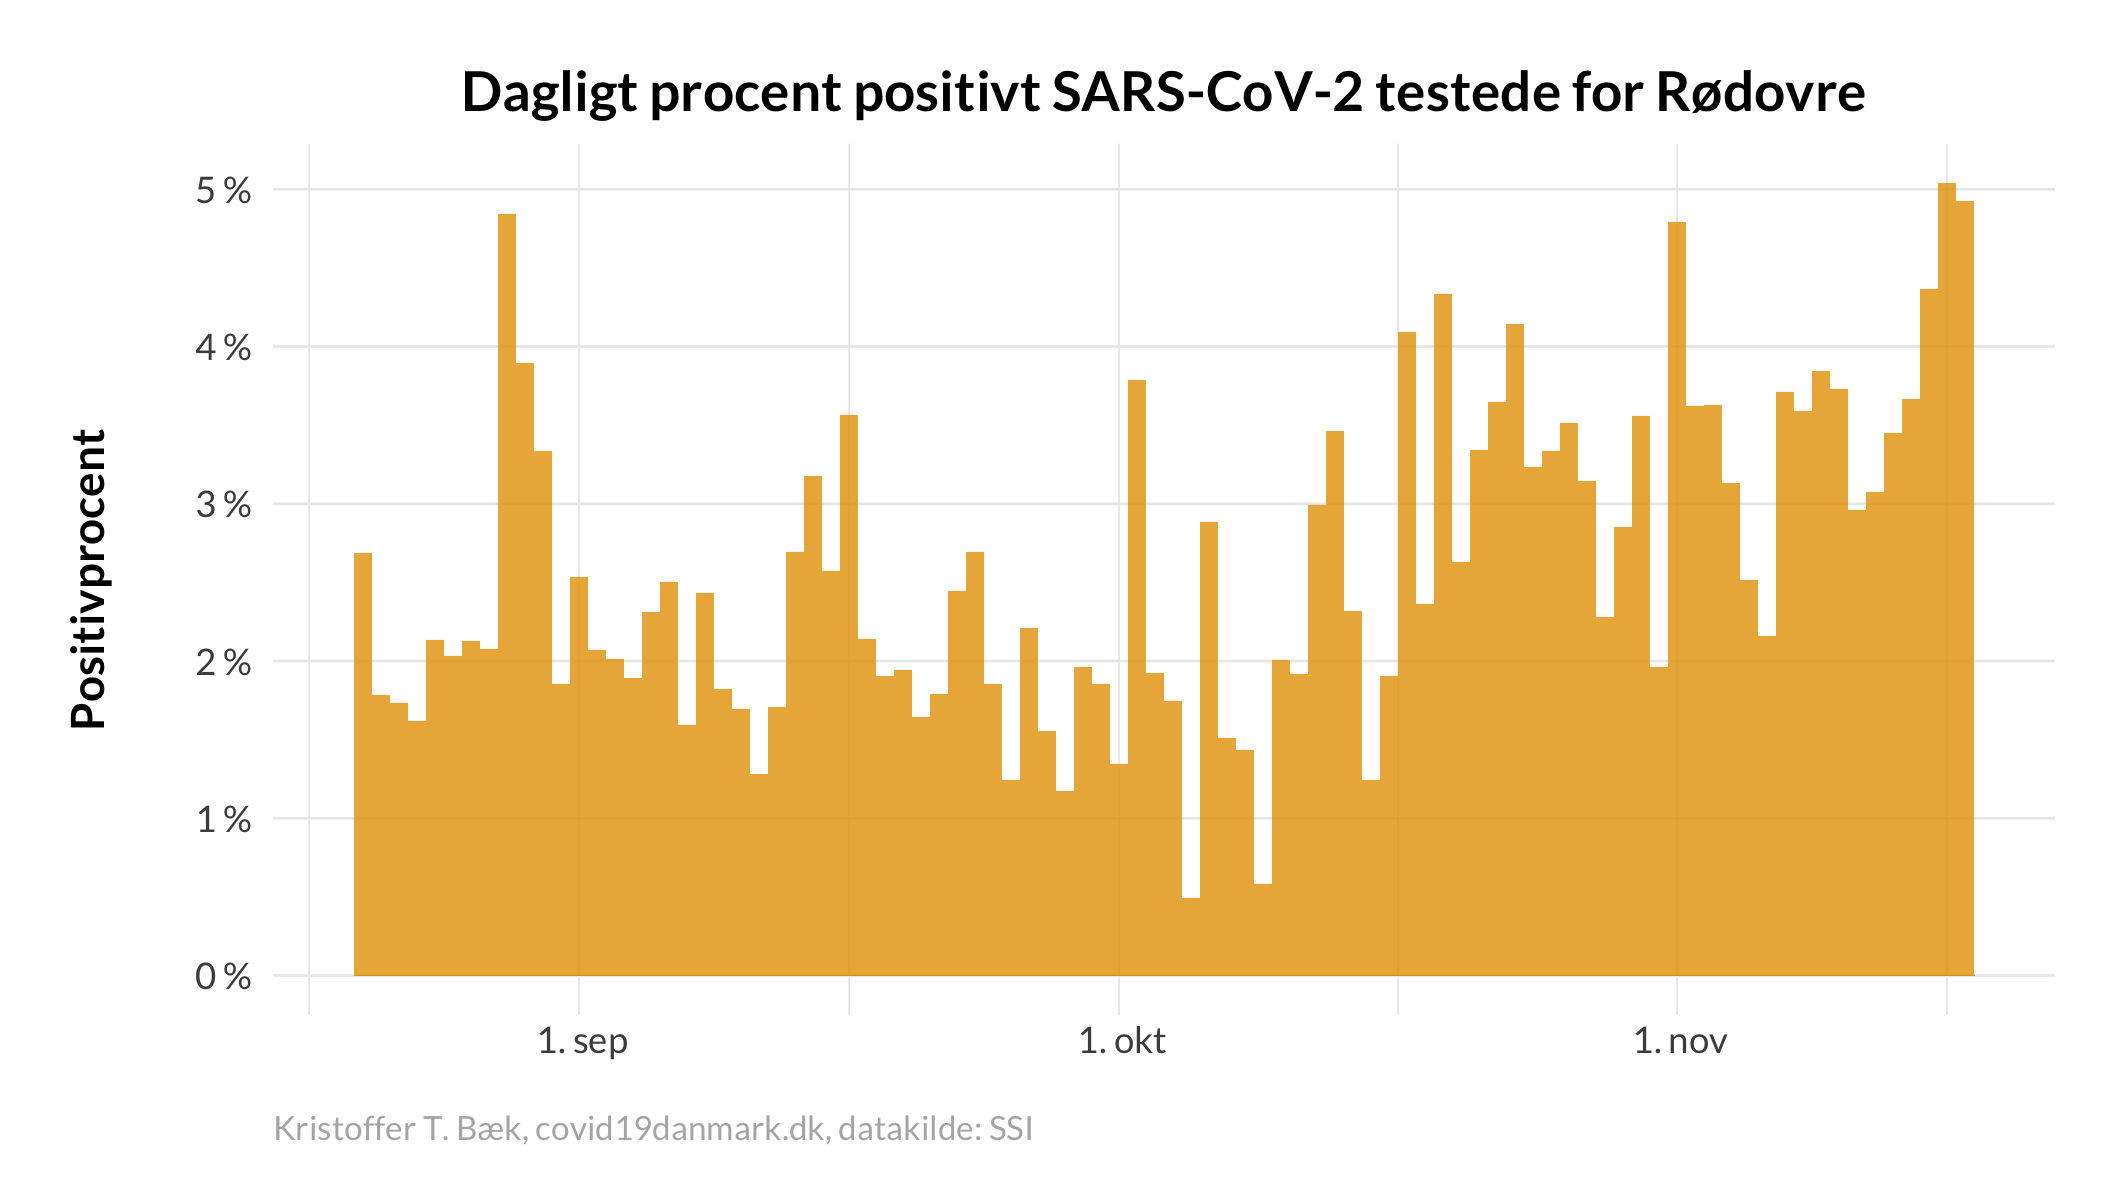 Dagligt procent positivt SARS-CoV-2 testede for Rødovre
Positivprocent
5 %
4 %
3 %
2 %
1 %
0 %
1. sep
1. okt
1. nov
Kristoffer T. Bæk, covid19danmark.dk, datakilde: SSI